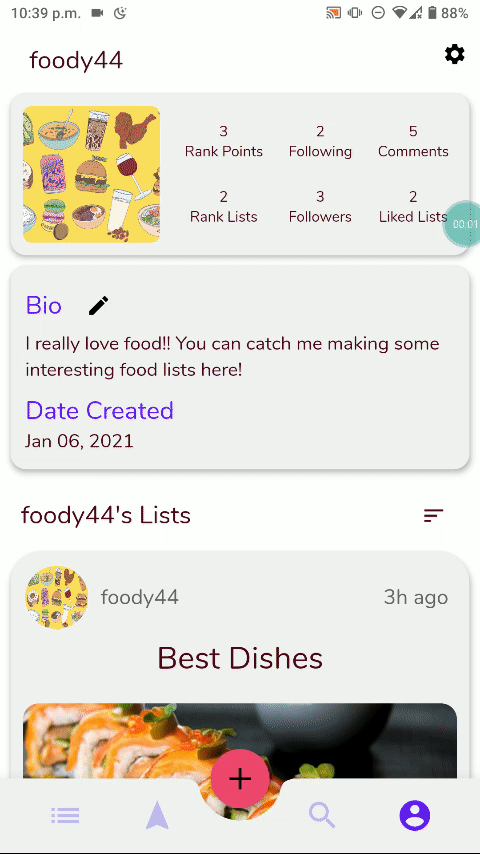 10:39 p.m.
88%
foody44
3
2
5
Rank Points
Following
Comments
2
3
2
Rank Lists
Followers
Liked Lists
00:01
Bio
I really love food!! You can catch me making some
interesting food lists here!
Date Created
Jan 06, 2021
foody44's Lists
foody44
3h ago
Best Dishes